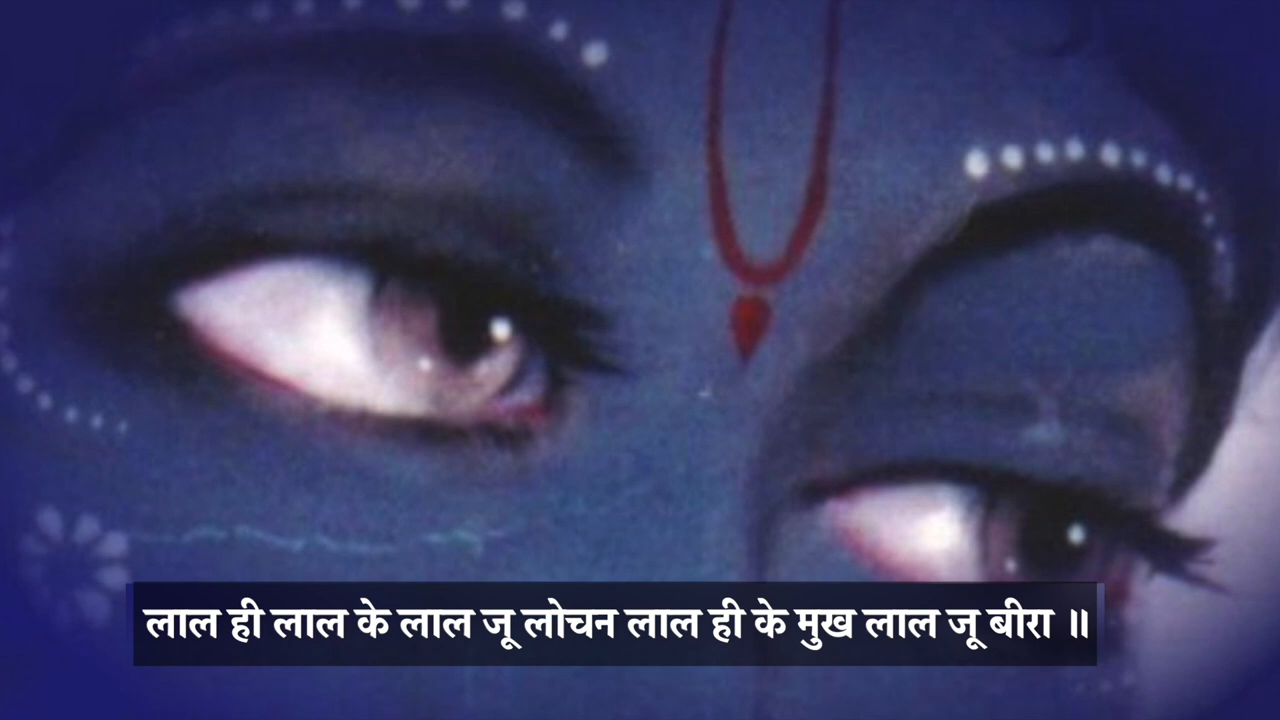 लाल ही लाल के लाल जू लोचन लाल ही के मुख लाल जू बीरा ॥